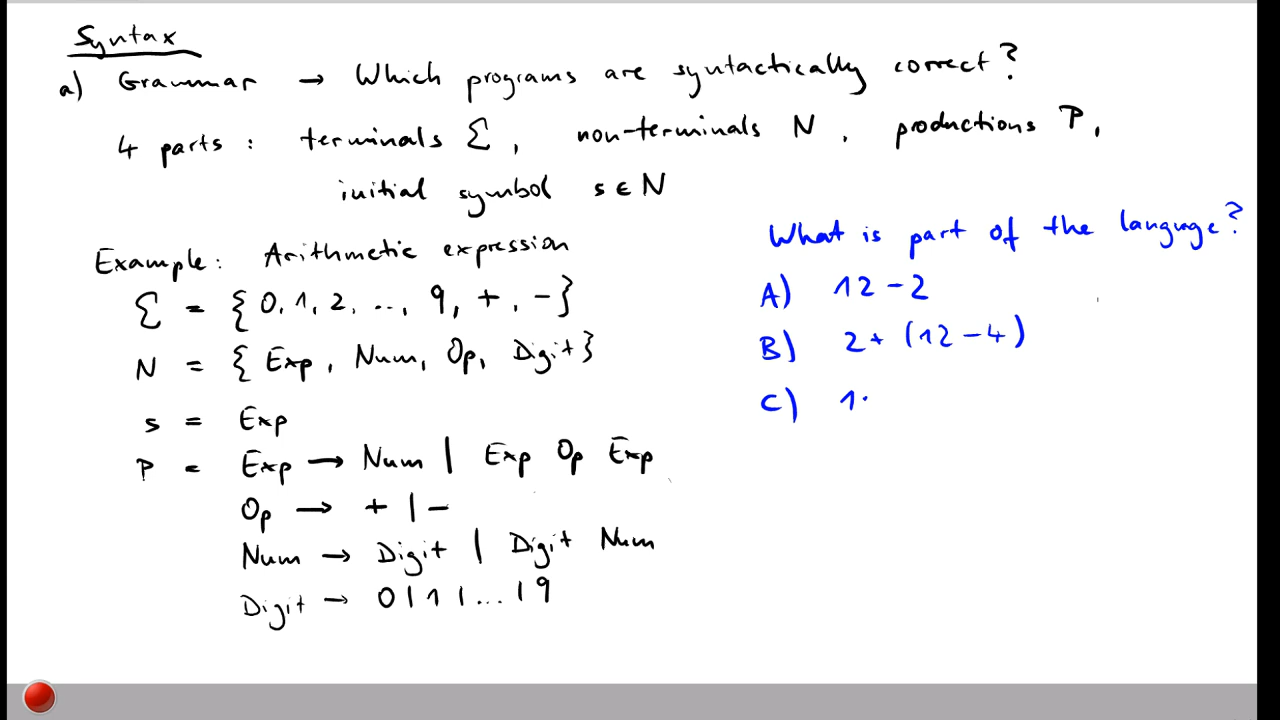 Syntax
a) Grammar → Which programs are syntactically correct?
4 parts : terminals Σ, non-terminals N, productions P,
initial symbol s ∈ N
Example: Arithmetic expression
Σ = {0, 1, 2, ..., 9, +, -}
N = {Exp, Num, Op, Digit}
s = Exp
P = Exp → Num | Exp Op Exp
Op → + | -
Num → Digit | Digit Num
Digit → 0 | 1 | ... | 9
What is part of the languge?
A) 12 - 2
B) 2 + (12 - 4)
C) 1·